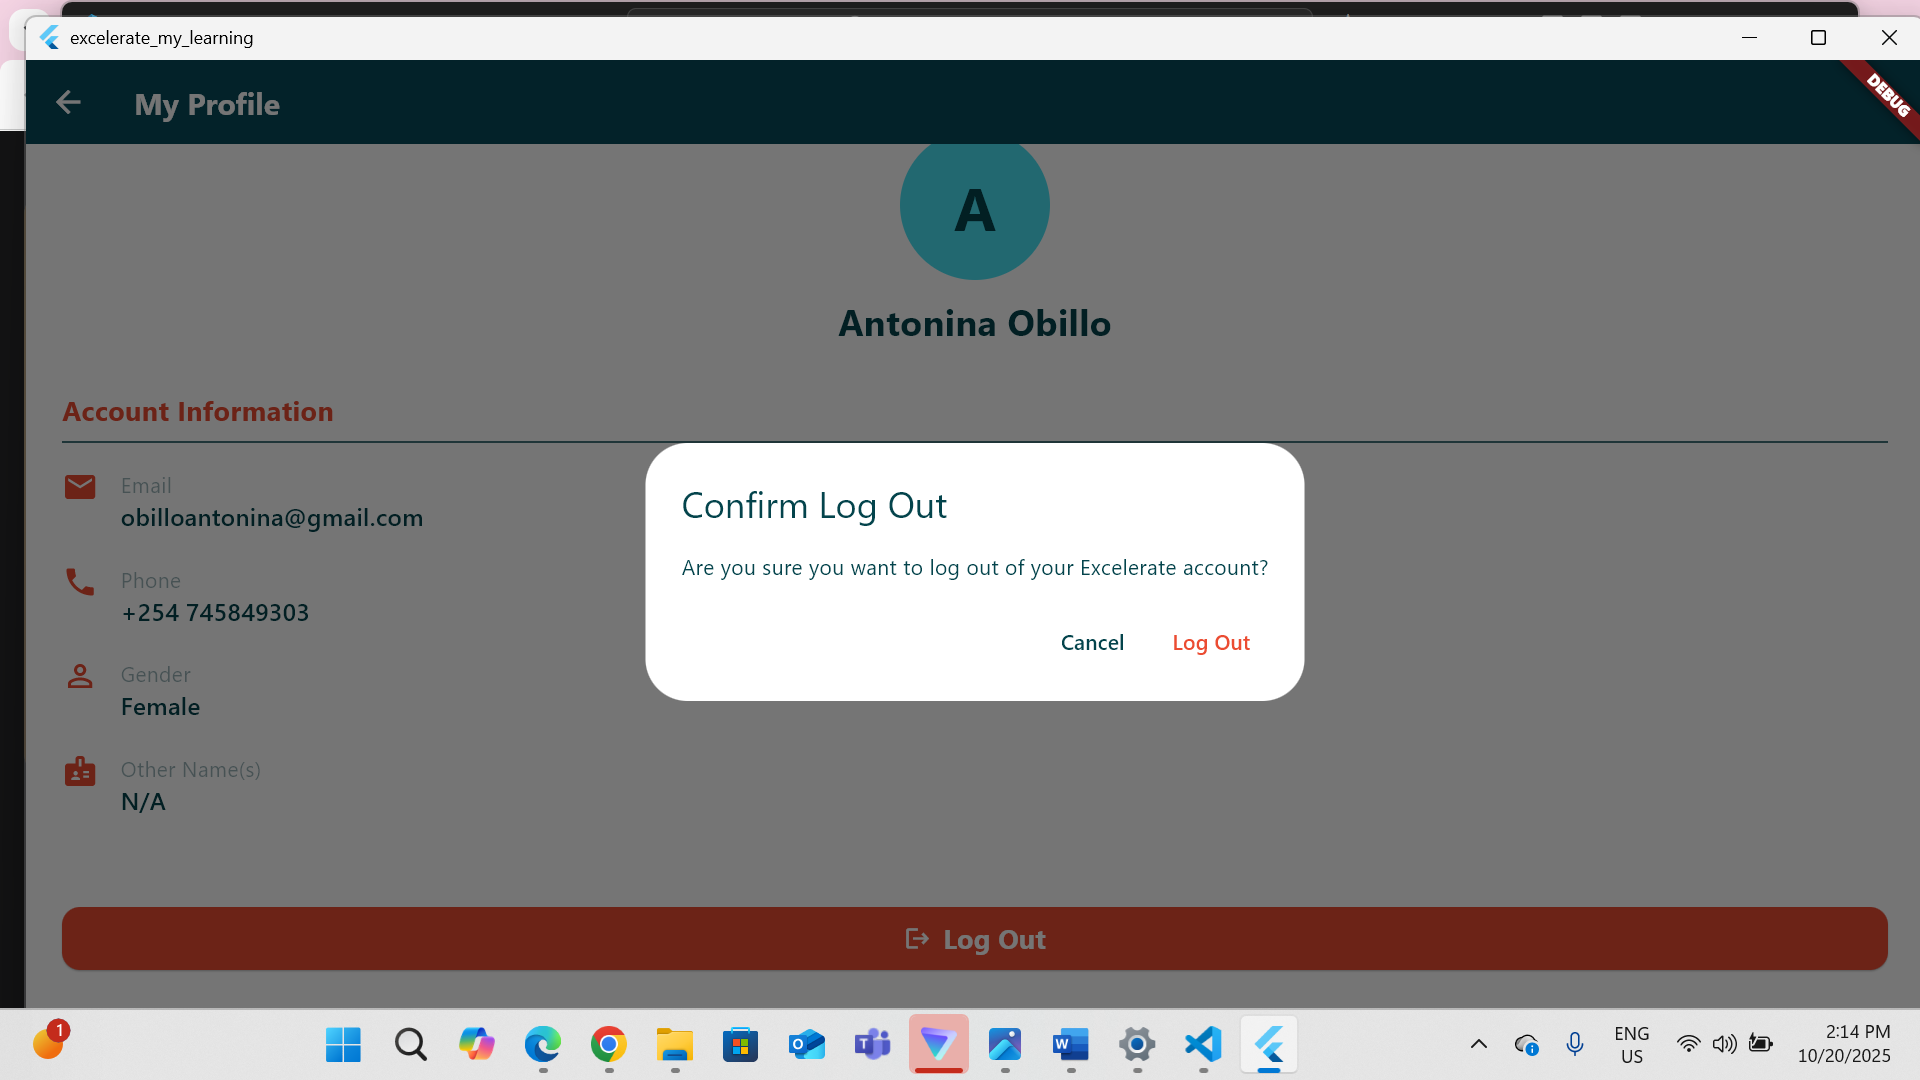 excelerate_my_learning
My Profile
DEBUG
A
Antonina Obillo
Account Information
Email
obilloantonina@gmail.com
Phone
+254 745849303
Gender
Female
Other Name(s)
N/A
Confirm Log Out
Are you sure you want to log out of your Excelerate account?
Cancel
Log Out
Log Out
1
ENG
US
2:14 PM
10/20/2025